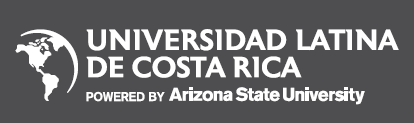 UNIVERSIDAD LATINA
DE COSTA RICA
POWERED BY Arizona State University